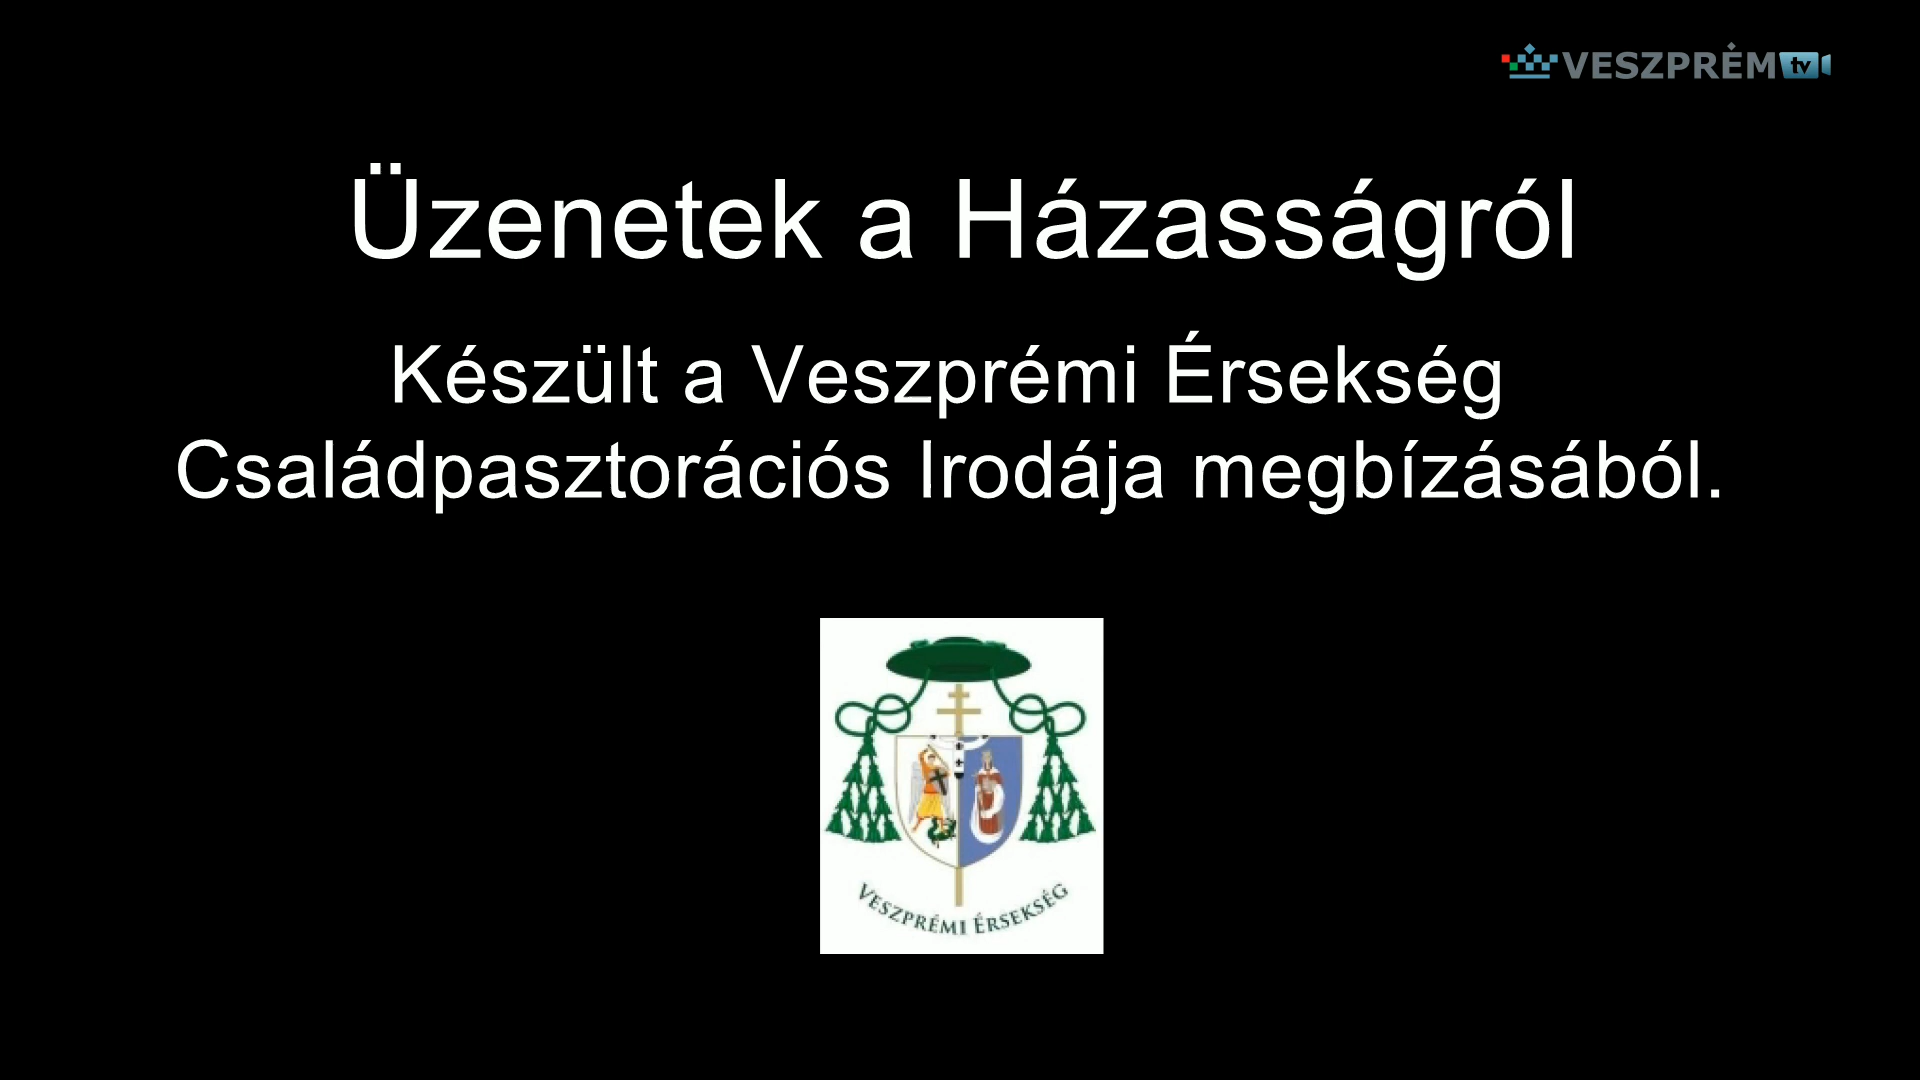 VESZPRÉM tv
Üzenetek a Házasságról
Készült a Veszprémi Érsekség
Családpasztorációs Irodája megbízásából.
VESZPRÉMI ÉRSEKSÉG